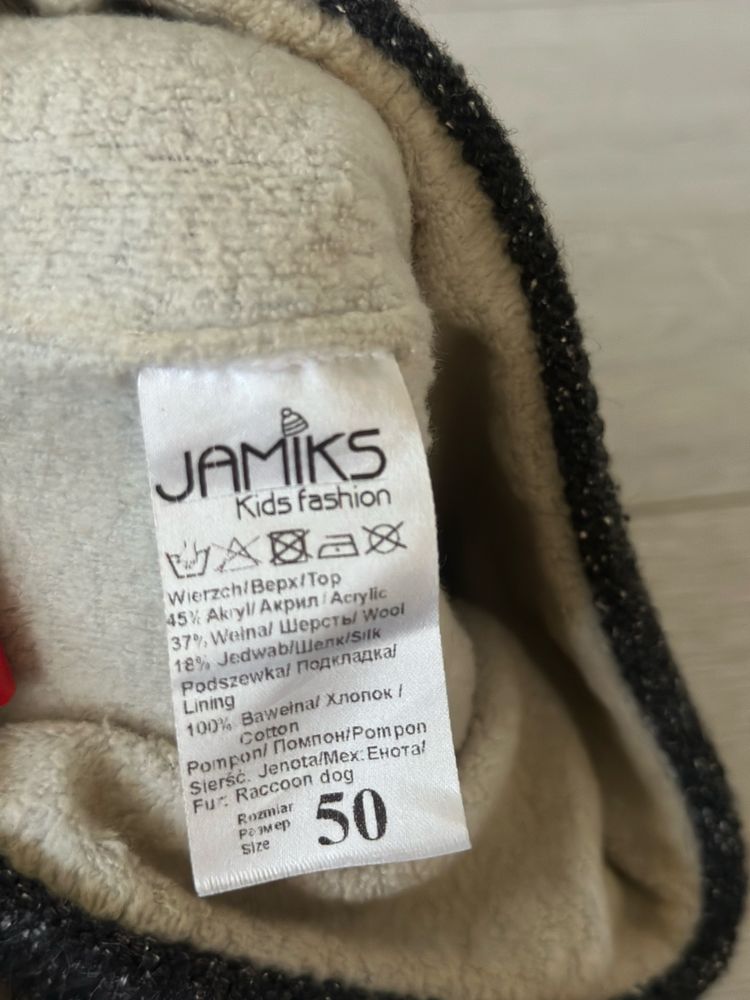 JAMIKS
Kids fashion
Wierzch/Верх/Top
45% Akryl/ Акрил / Acrylic
37% Wełna/ Шерсть/ Wool
18% Jedwab/Шелк/Silk
Podszewka/ Подкладка/
Lining
100% Bawełna/ Хлопок /
Cotton
Pompon/ Помпон/Pompon
Sierść. Jenota/Мех:Енота/
Fur. Raccoon dog
Rozmiar
Размер
Size
50